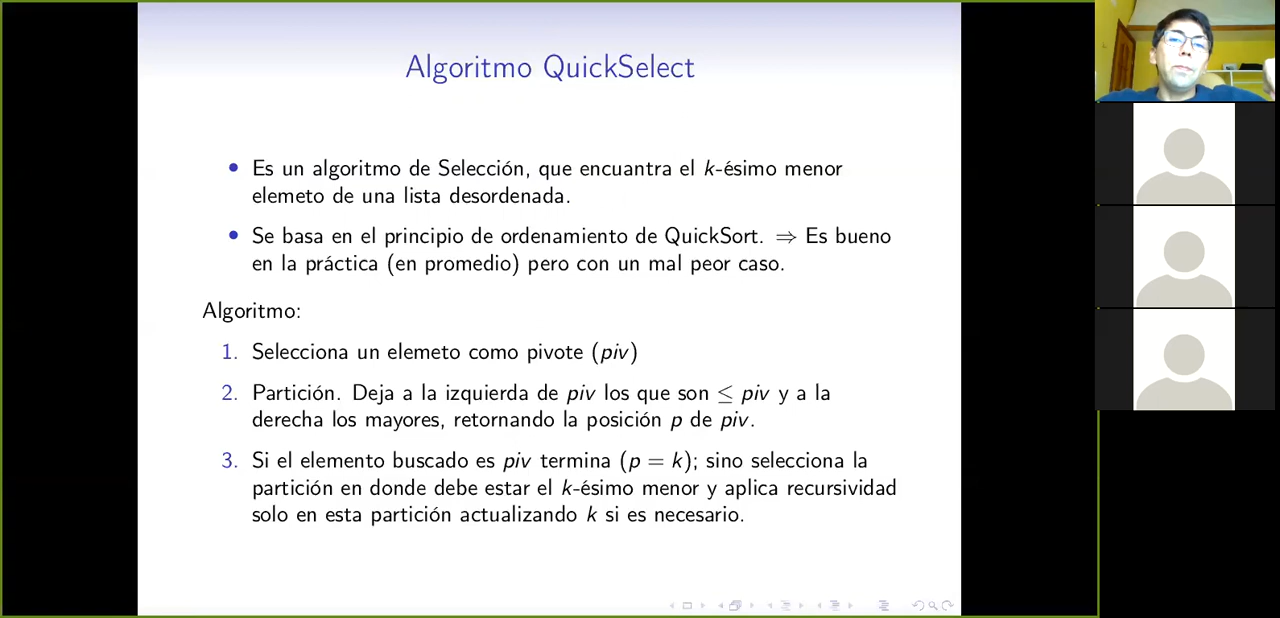 Algoritmo QuickSelect
• Es un algoritmo de Selección, que encuantra el k-ésimo menor
elemeto de una lista desordenada.
• Se basa en el principio de ordenamiento de QuickSort. ⇒ Es bueno
en la práctica (en promedio) pero con un mal peor caso.
Algoritmo:
1. Selecciona un elemeto como pivote (piv)
2. Partición. Deja a la izquierda de piv los que son ≤ piv y a la
derecha los mayores, retornando la posición p de piv.
3. Si el elemento buscado es piv termina (p = k); sino selecciona la
partición en donde debe estar el k-ésimo menor y aplica recursividad
solo en esta partición actualizando k si es necesario.